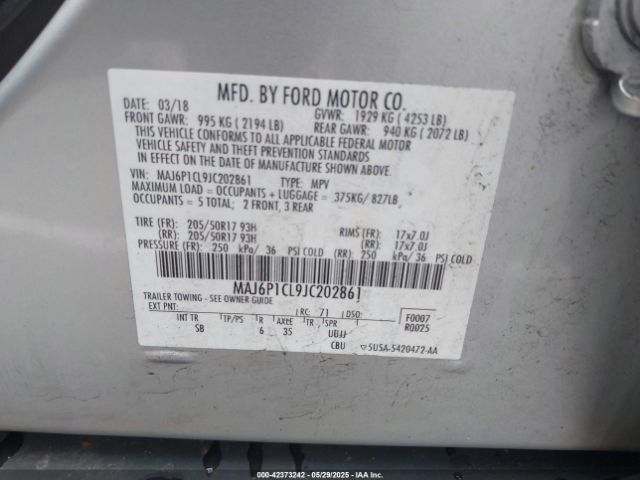 MFD. BY FORD MOTOR CO.
DATE: 03/18 GVWR: 1929 KG ( 4253 LB)
FRONT GAWR: 995 KG ( 2194 LB) REAR GAWR: 940 KG ( 2072 LB)
THIS VEHICLE CONFORMS TO ALL APPLICABLE FEDERAL MOTOR
VEHICLE SAFETY AND THEFT PREVENTION STANDARDS
IN EFFECT ON THE DATE OF MANUFACTURE SHOWN ABOVE.
VIN: MAJ6P1CL9JC202861 TYPE: MPV
MAXIMUM LOAD = OCCUPANTS + LUGGAGE = 375KG/ 827LB
OCCUPANTS = 5 TOTAL; 2 FRONT, 3 REAR
TIRE (FR): 205/50R17 93H RIMS (FR): 17x7.0J
(RR): 205/50R17 93H (RR): 17x7.0J
PRESSURE (FR): 250 kPa/ 36 PSI COLD (RR): 250 kPa/ 36 PSI COLD
MAJ6P1CL9JC202861
TRAILER TOWING - SEE OWNER GUIDE
EXT PNT: RC: 71 DSO: F0007
R0025
INT TR TP/PS R AXLE TR SPR
SB 6 35 UUJJ
CBU 5U5A-5420472-AA
000-42373242 - 05/29/2025 - IAA Inc. (c)